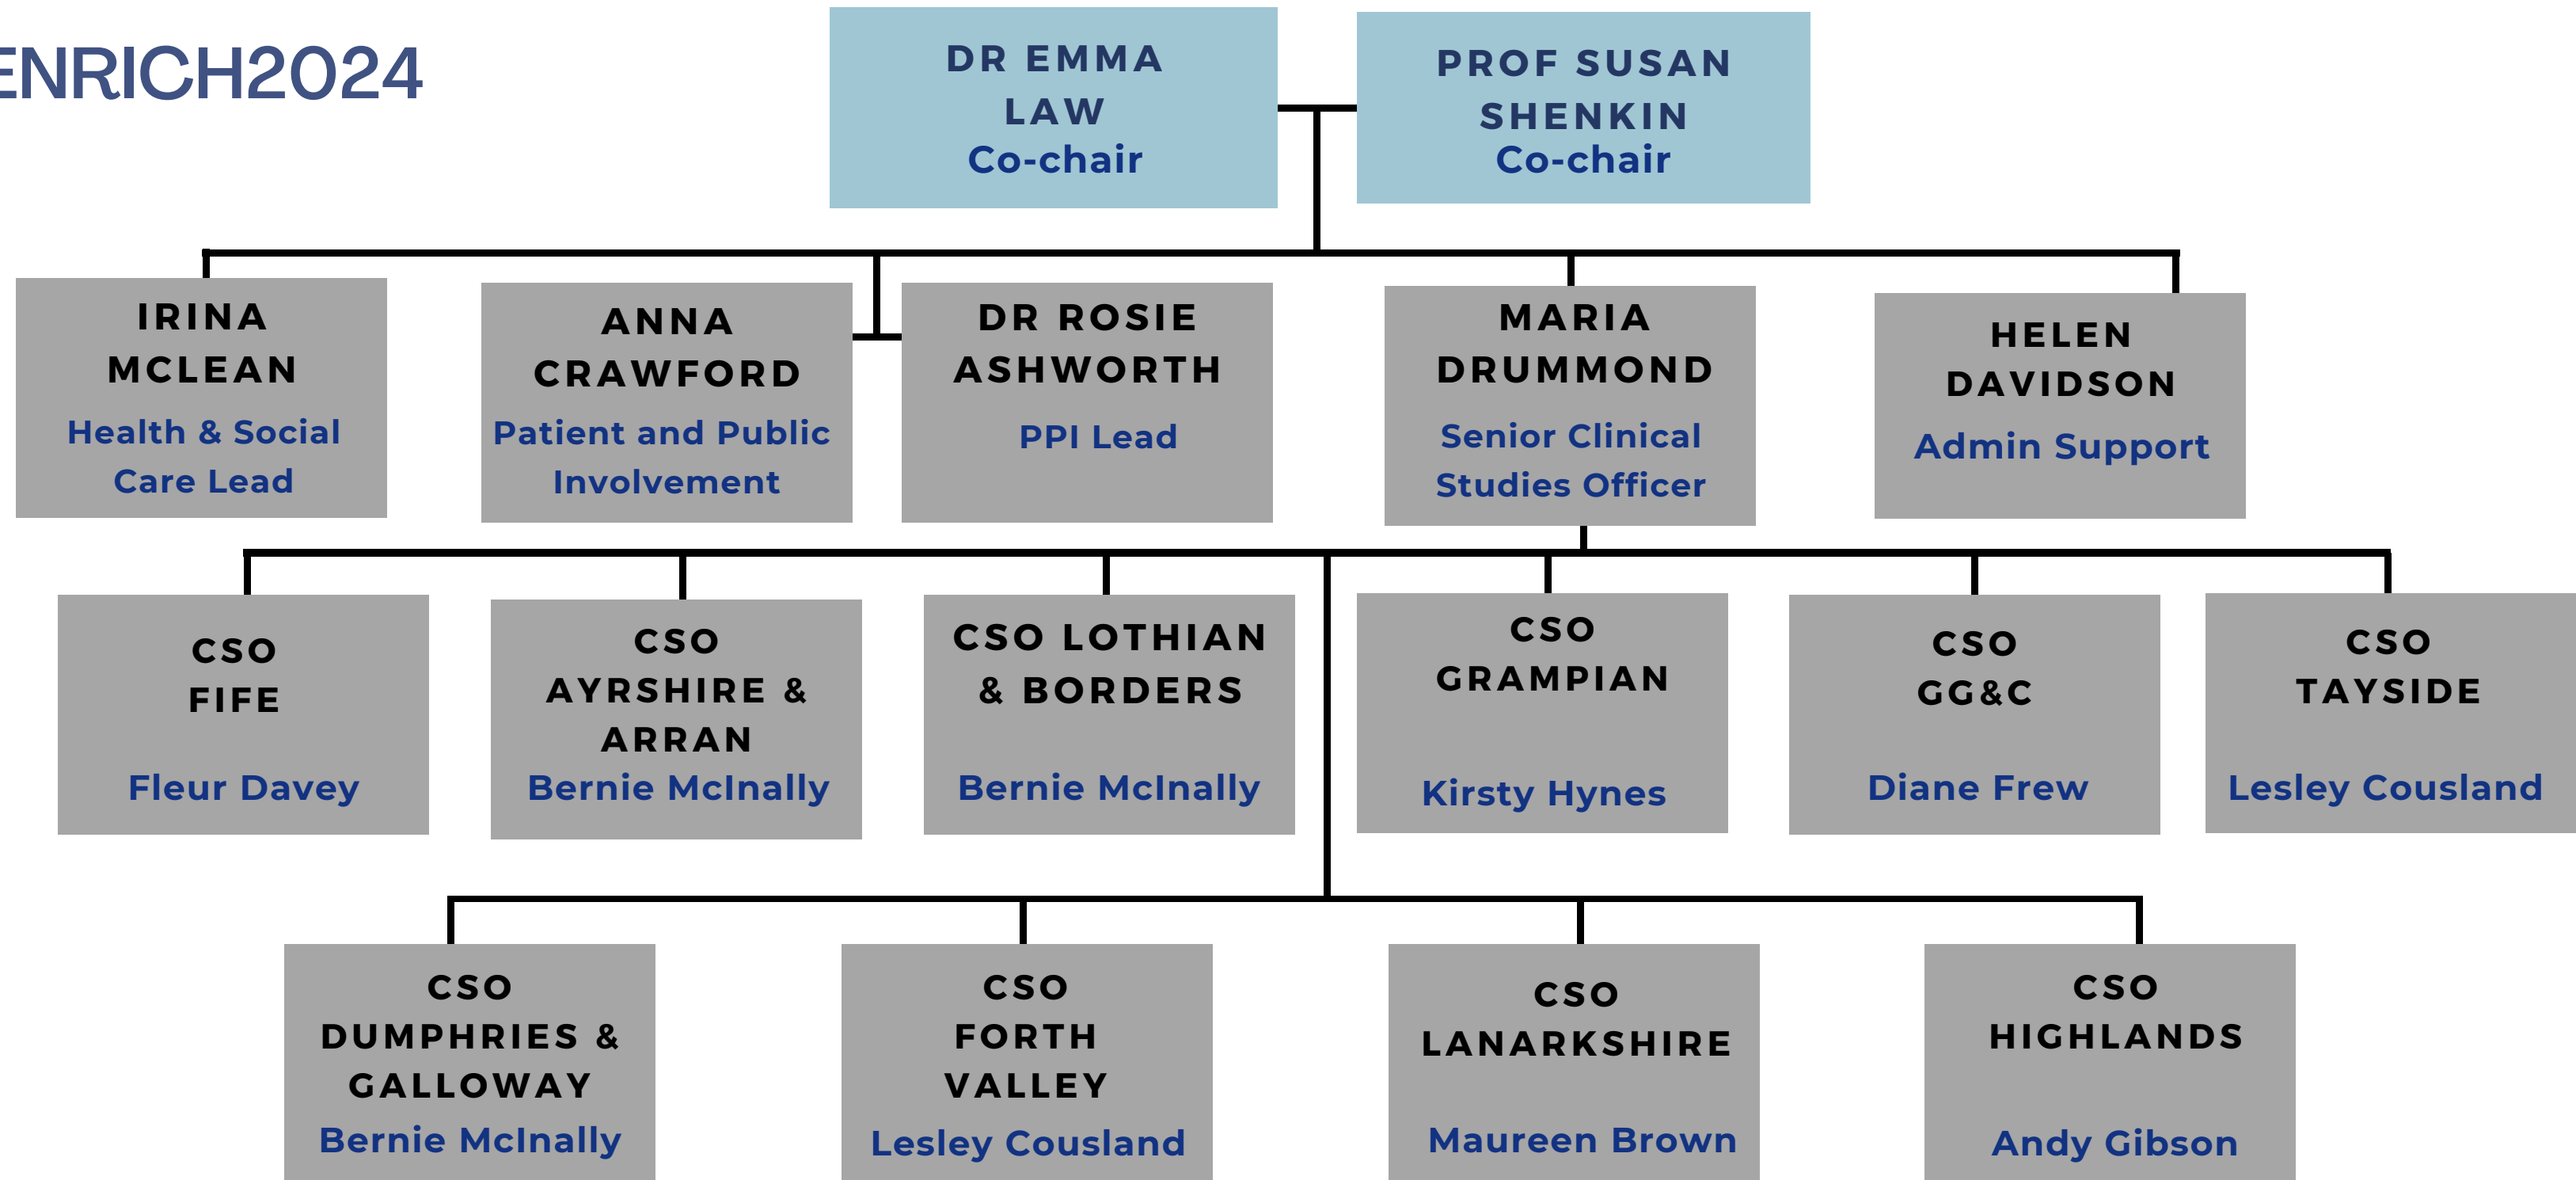 ENRICH2024
DR EMMA
LAW
Co-chair
PROF SUSAN
SHENKIN
Co-chair
IRINA
MCLEAN
Health & Social
Care Lead
ANNA
CRAWFORD
Patient and Public
Involvement
DR ROSIE
ASHWORTH
PPI Lead
MARIA
DRUMMOND
Senior Clinical
Studies Officer
HELEN
DAVIDSON
Admin Support
CSO
FIFE
Fleur Davey
CSO
AYRSHIRE &
ARRAN
Bernie McInally
CSO LOTHIAN
& BORDERS
Bernie McInally
CSO
GRAMPIAN
Kirsty Hynes
CSO
GG&C
Diane Frew
CSO
TAYSIDE
Lesley Cousland
CSO
DUMPHRIES &
GALLOWAY
Bernie McInally
CSO
FORTH
VALLEY
Lesley Cousland
CSO
LANARKSHIRE
Maureen Brown
CSO
HIGHLANDS
Andy Gibson